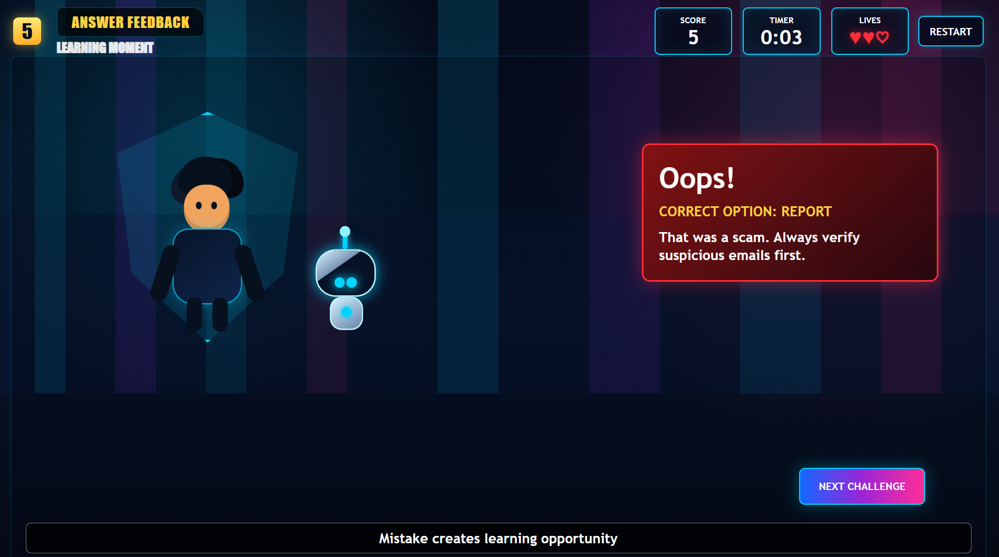 5
ANSWER FEEDBACK
LEARNING MOMENT
SCORE
5
TIMER
0:03
LIVES
RESTART
Oops!
CORRECT OPTION: REPORT
That was a scam. Always verify
suspicious emails first.
NEXT CHALLENGE
Mistake creates learning opportunity